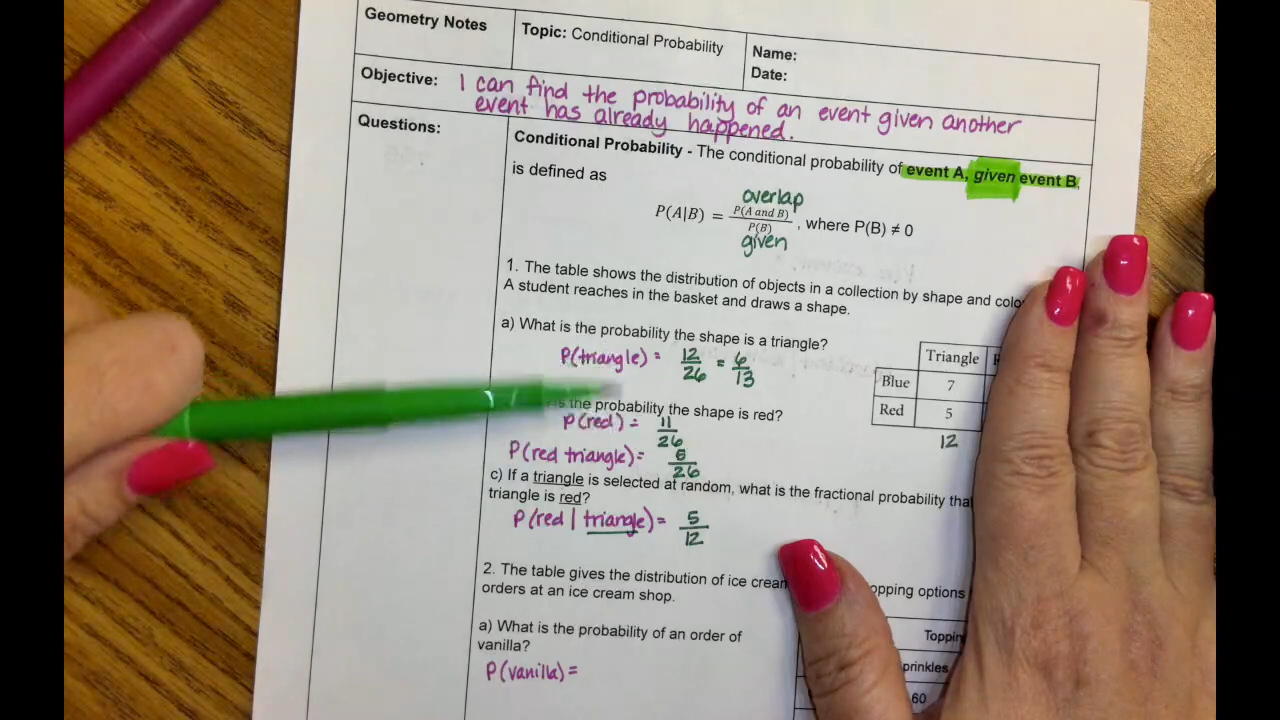 Geometry Notes
Topic: Conditional Probability
Name:
Date:
Objective: I can find the probability of an event given another
event has already happened.
Questions:
Conditional Probability - The conditional probability of event A, given event B,
is defined as
overlap
P(A|B) = P(A and B) / P(B), where P(B) ≠ 0
given
1. The table shows the distribution of objects in a collection by shape and
A student reaches in the basket and draws a shape.
a) What is the probability the shape is a triangle?
P(triangle) = 12/26 = 6/13
Triangle
Blue 7
Red 5
12
the probability the shape is red?
P(red) = 11/26
P(red triangle) = 5/26
c) If a triangle is selected at random, what is the fractional probability
triangle is red?
P(red | triangle) = 5/12
2. The table gives the distribution of ice options
orders at an ice cream shop.
a) What is the probability of an order of
vanilla?
P(vanilla) =
60